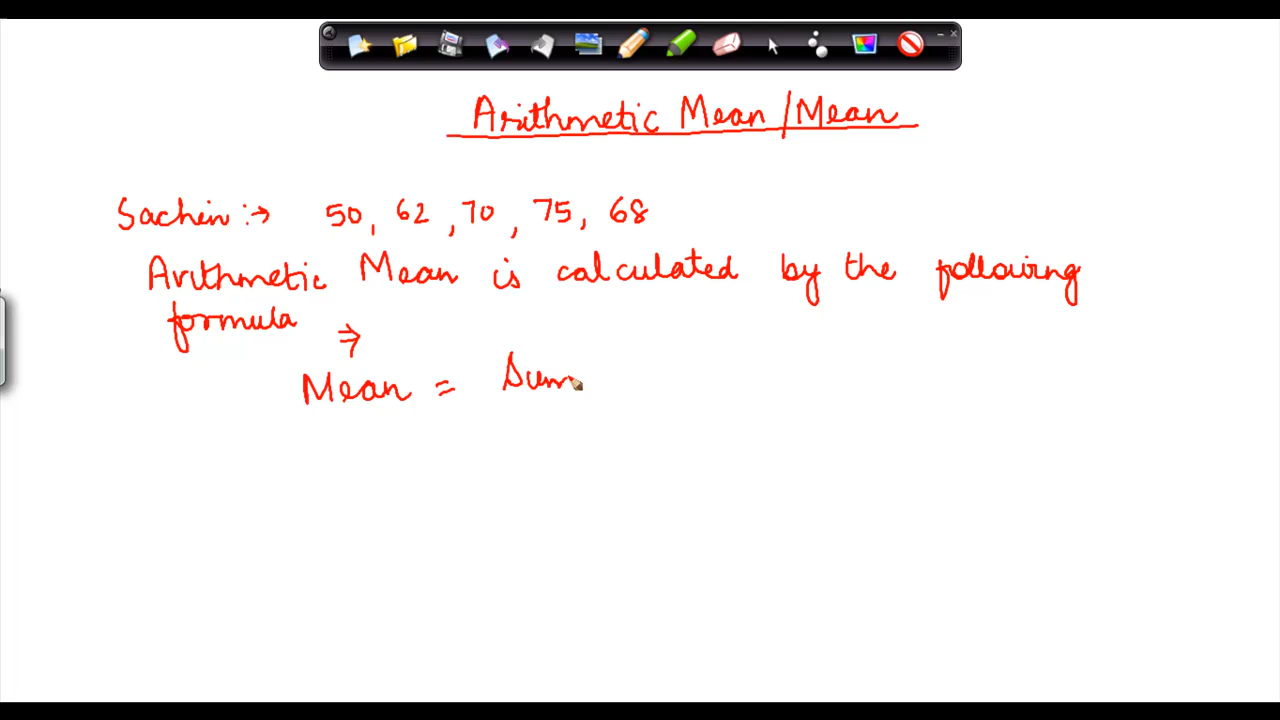 Arithmetic Mean/Mean
Sachin :→ 50, 62, 70, 75, 68
Arithmetic Mean is calculated by the following
formula ⇒
Mean = Sum